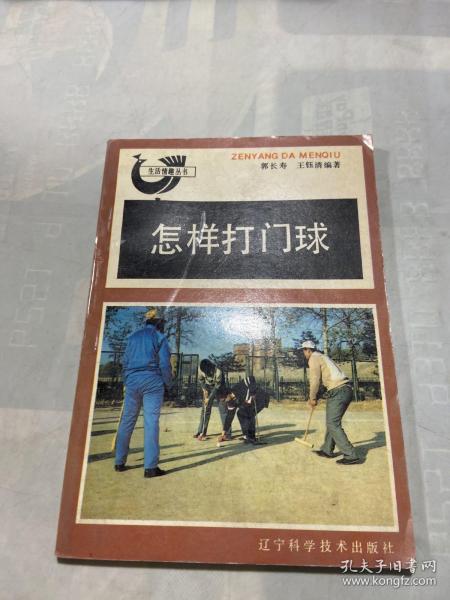 ZENYANG DA MENQIU
郭长寿 王钰清编著
生活情趣丛书
怎样打门球
辽宁科学技术出版社
孔夫子旧书网
www.kongfz.com